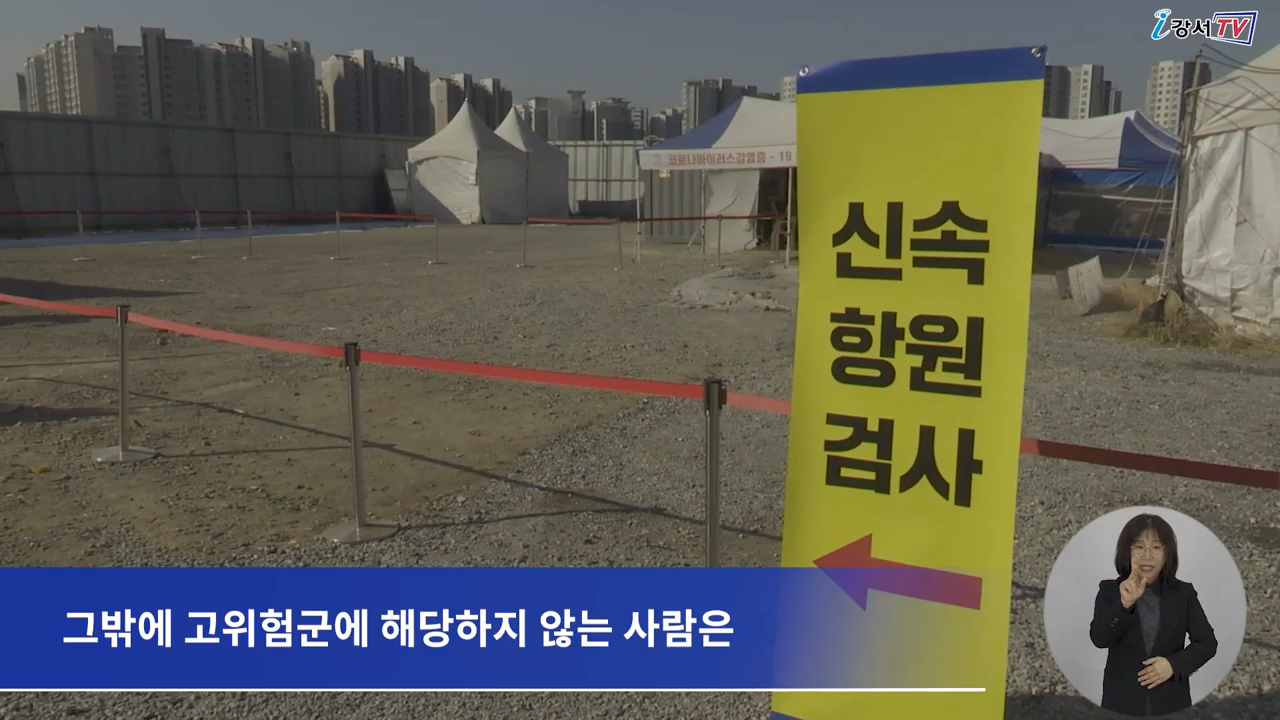 i강서TV
코로나바이러스감염증 - 19
신속
항원
검사
그밖에 고위험군에 해당하지 않는 사람은